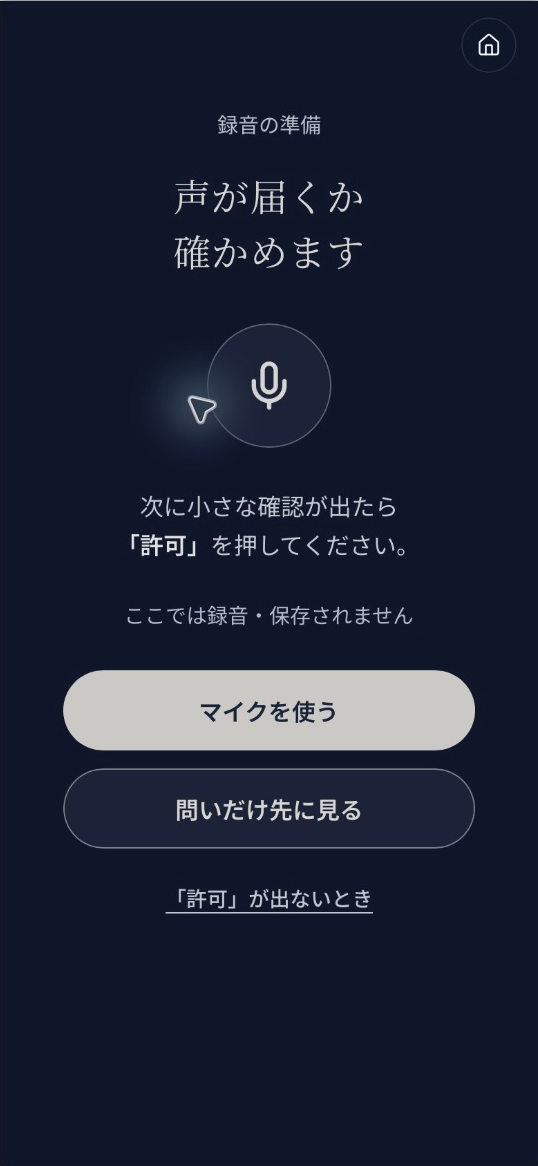 録音の準備
声が届くか
確かめます
次に小さな確認が出たら
「許可」を押してください。
ここでは録音・保存されません
マイクを使う
問いだけ先に見る
「許可」が出ないとき